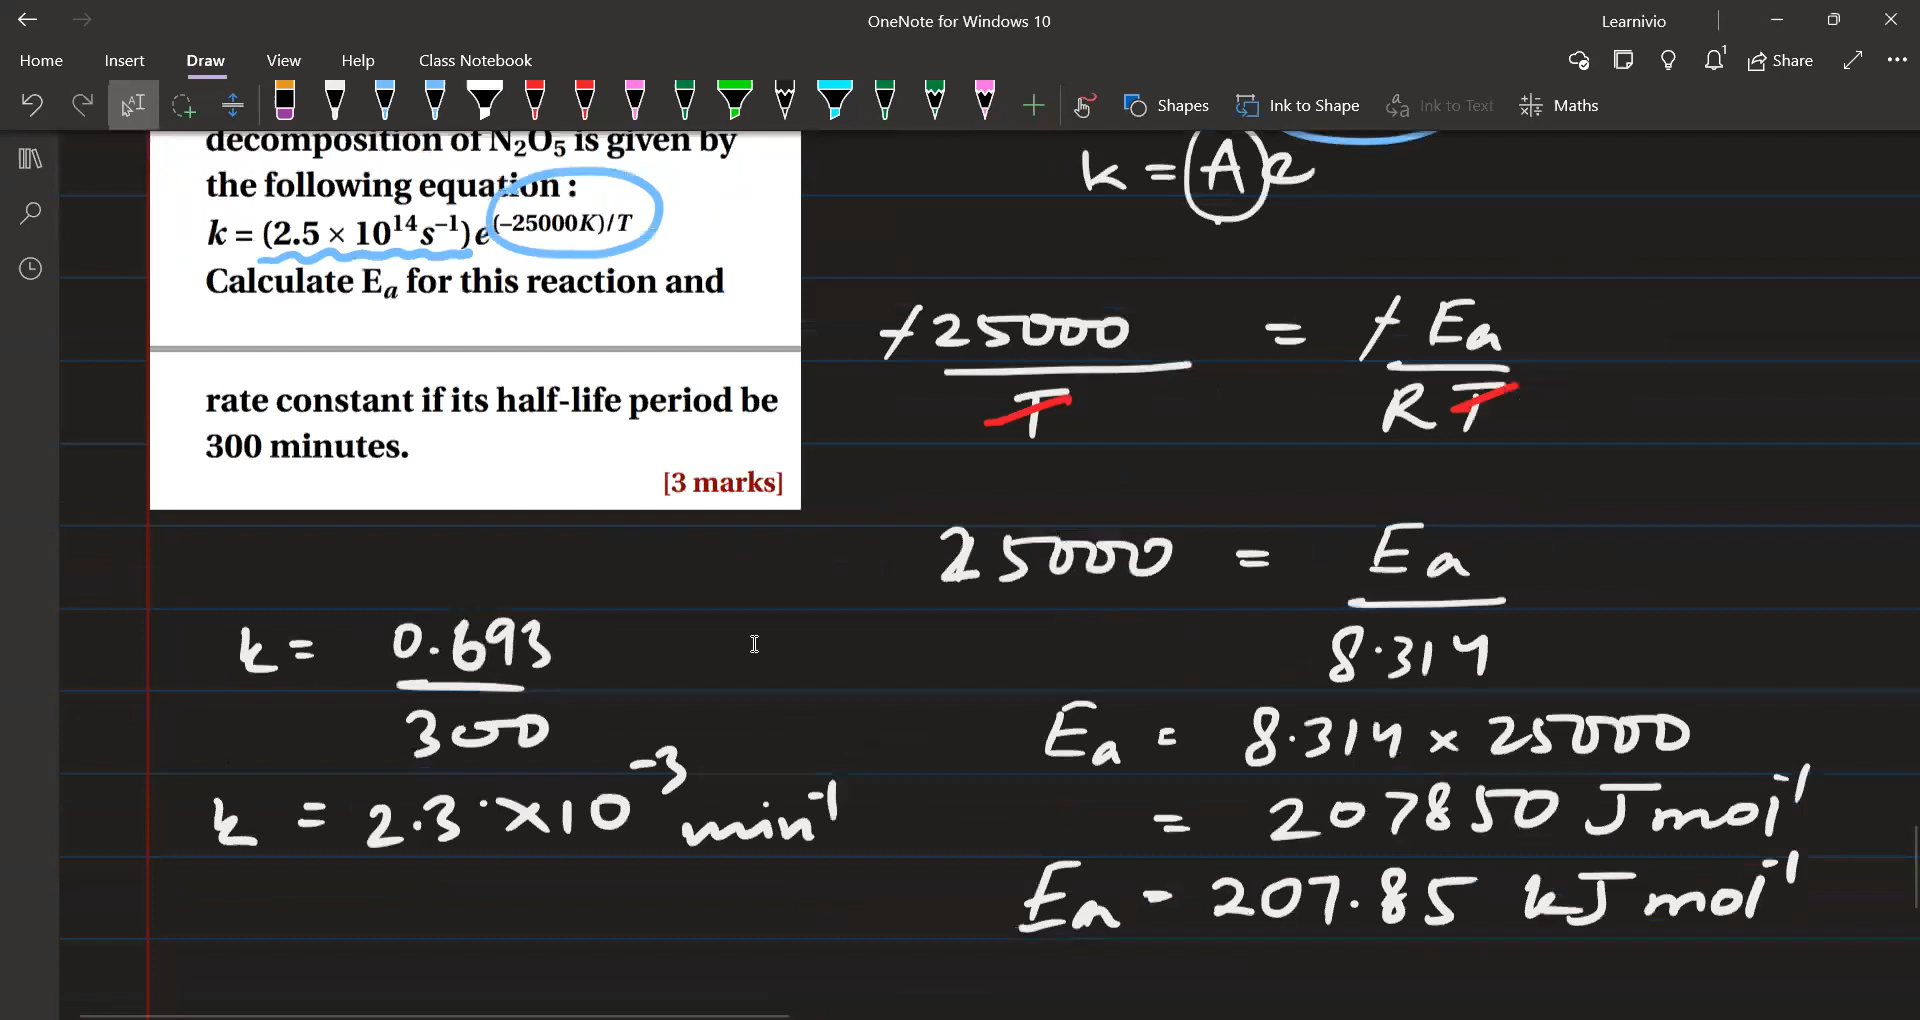 OneNote for Windows 10
Learnivio
Home Insert Draw View Help Class Notebook
1
Share
Shapes Ink to Shape Ink to Text Maths
decomposition of N₂O₅ is given by
the following equation :
k = (2.5 × 10¹⁴ s⁻¹)e^(−25000K)/T
Calculate Eₐ for this reaction and
rate constant if its half-life period be
300 minutes.
[3 marks]
k = 0.693
300
k = 2.3 × 10⁻³ min⁻¹
k = Ae
-25000 = -Ea
T RT
25000 = Ea
8.314
Ea = 8.314 × 25000
= 207850 J mol⁻¹
Ea - 207.85 kJ mol⁻¹